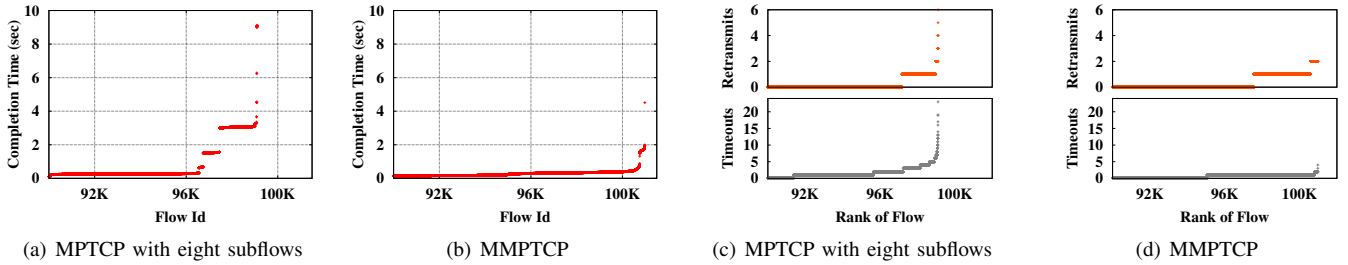 10
8
6
4
2
0
92K
96K
100K
Completion Time (sec)
Flow Id
(a) MPTCP with eight subflows
10
8
6
4
2
0
92K
96K
100K
Completion Time (sec)
Flow Id
(b) MMPTCP
6
4
2
0
Retransmits
20
15
10
5
0
Timeouts
92K
96K
100K
Rank of Flow
(c) MPTCP with eight subflows
6
4
2
0
Retransmits
20
15
10
5
0
Timeouts
92K
96K
100K
Rank of Flow
(d) MMPTCP